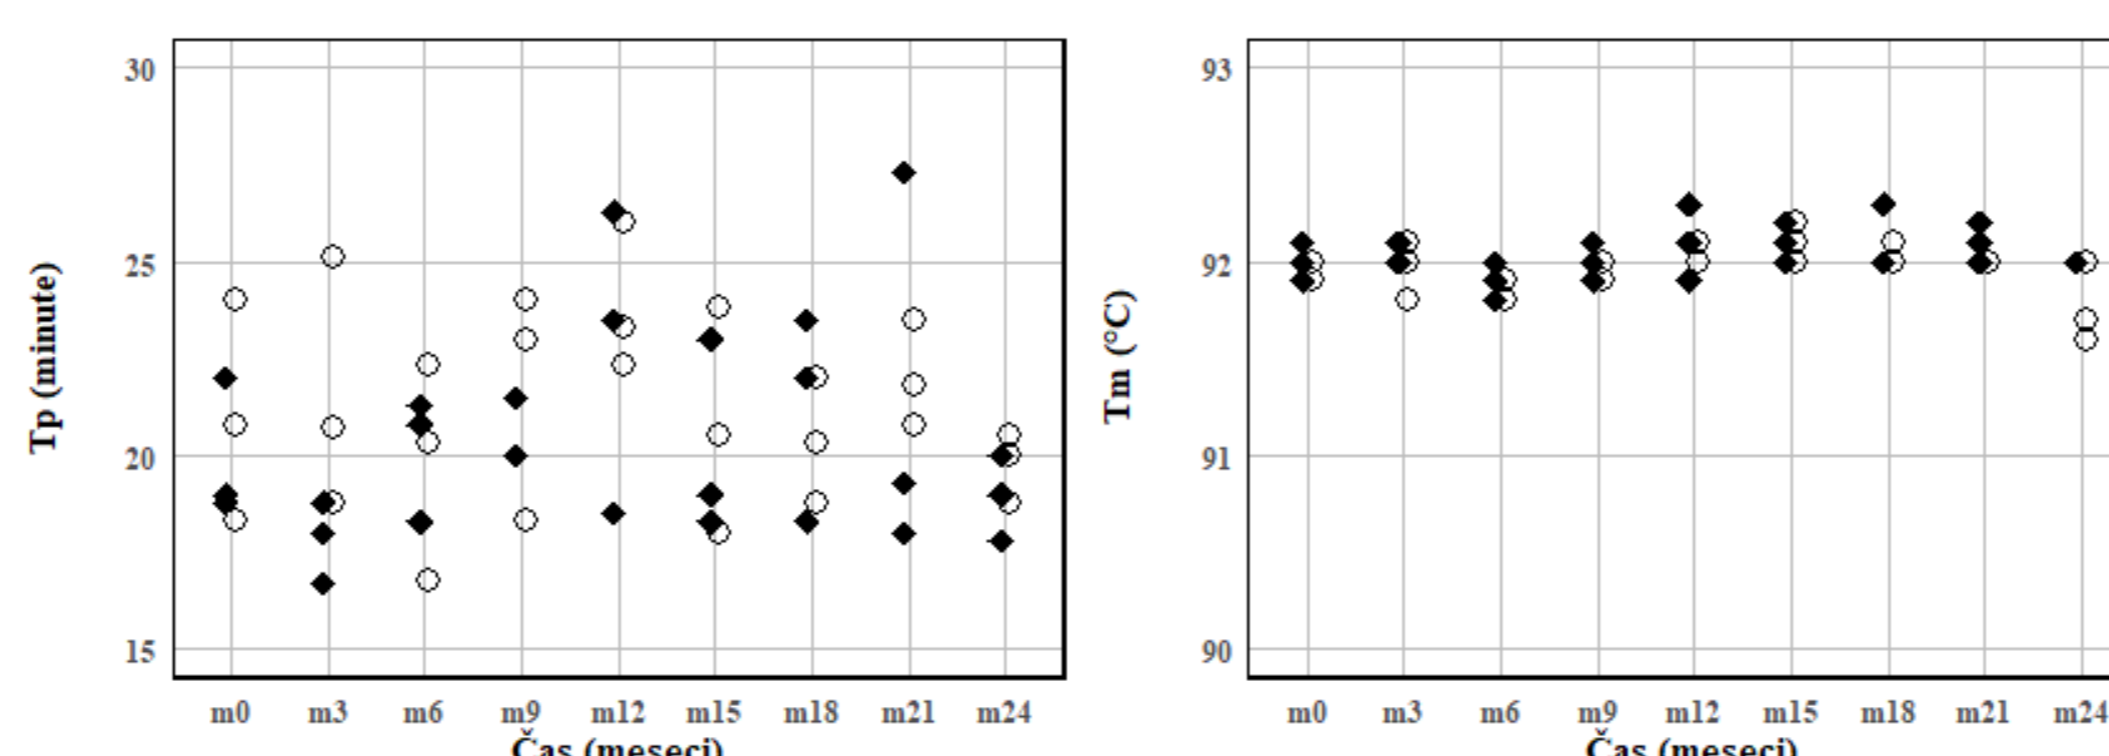 Tp (minute)
30
25
20
15
m0 m3 m6 m9 m12 m15 m18 m21 m24
Čas (meseci)
Tm (°C)
93
92
91
90
m0 m3 m6 m9 m12 m15 m18 m21 m24
Čas (meseci)